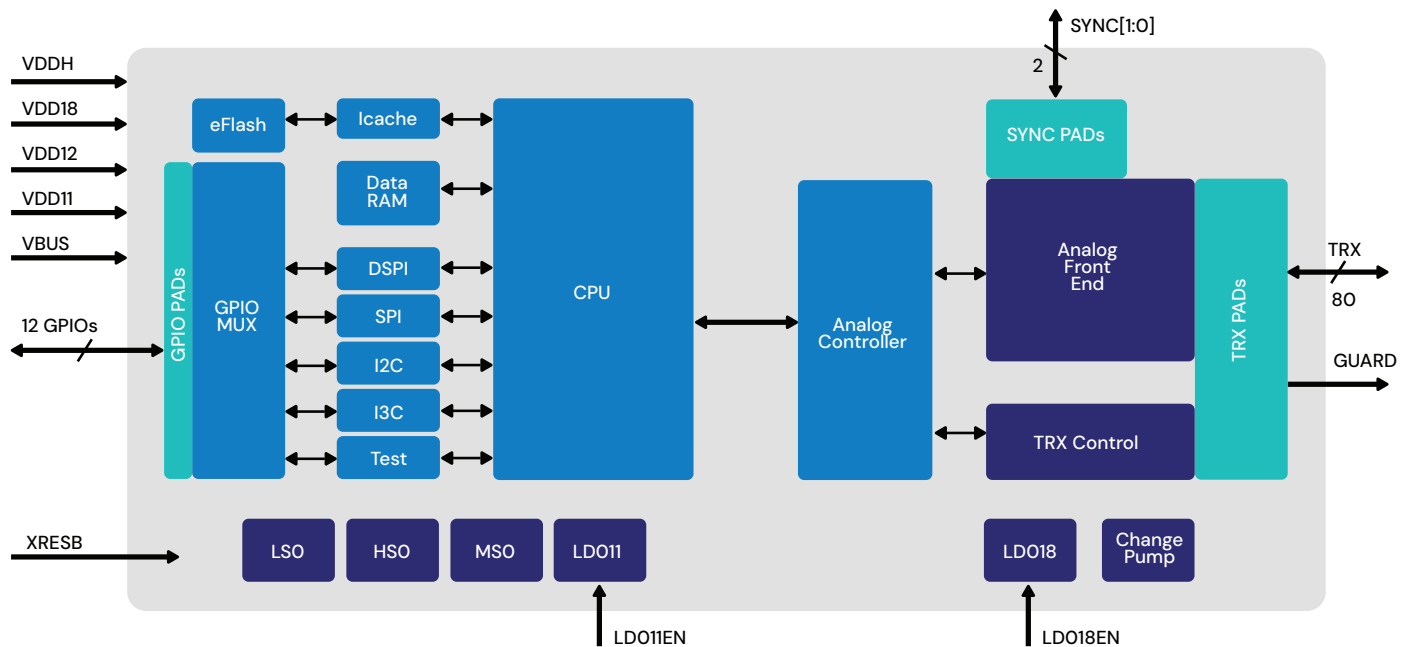 SYNC[1:0]
2
VDDH
VDD18
VDD12
VDD11
VBUS
12 GPIOs
XRESB
eFlash
Icache
Data
RAM
GPIO PADs
GPIO
MUX
DSPI
SPI
I2C
I3C
Test
CPU
Analog
Controller
SYNC PADs
Analog
Front
End
TRX Control
TRX PADs
TRX
80
GUARD
LSO
HSO
MSO
LDO11
LDO18
Change
Pump
LDO11EN
LDO18EN